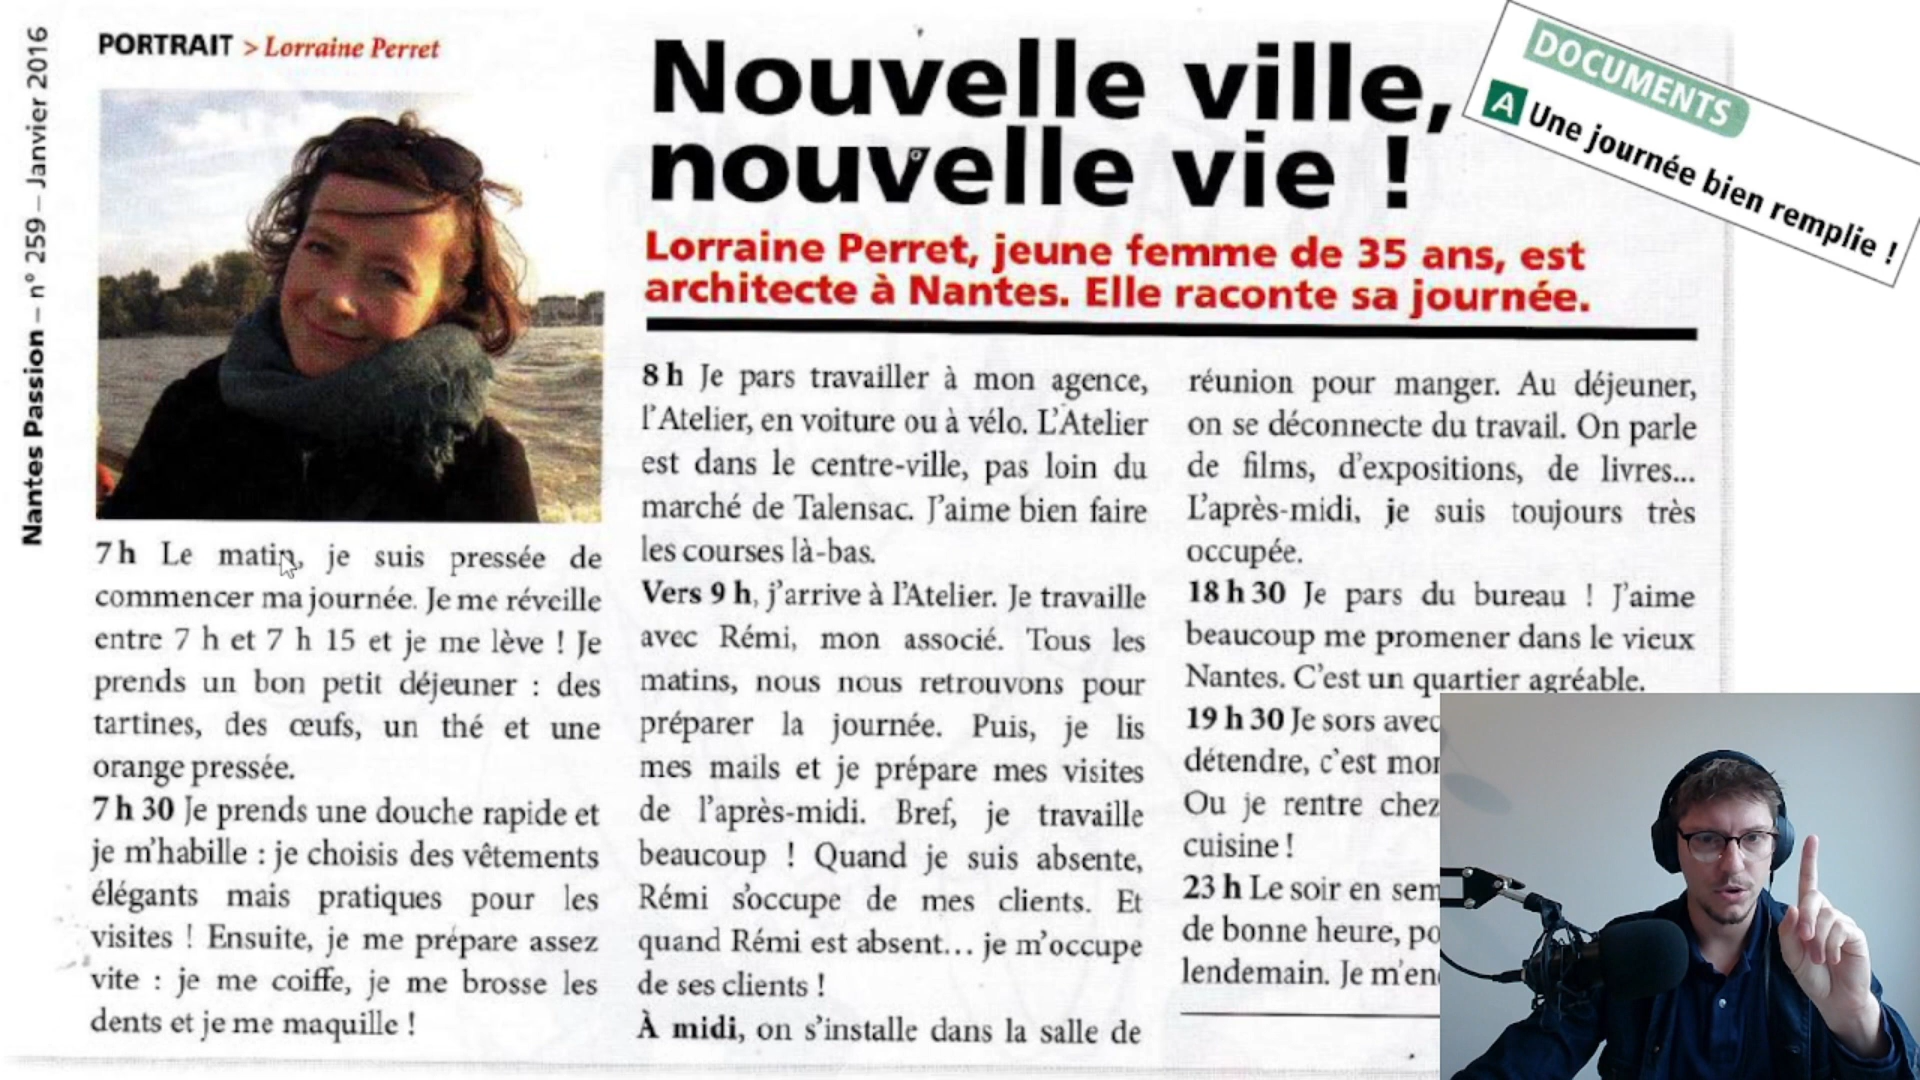 Nantes Passion – n° 259 – Janvier 2016
PORTRAIT > Lorraine Perret
Nouvelle ville,
nouvelle vie !
DOCUMENTS
A Une journée bien remplie !
Lorraine Perret, jeune femme de 35 ans, est
architecte à Nantes. Elle raconte sa journée.
7 h Le matin, je suis pressée de
commencer ma journée. Je me réveille
entre 7 h et 7 h 15 et je me lève ! Je
prends un bon petit déjeuner : des
tartines, des œufs, un thé et une
orange pressée.
7 h 30 Je prends une douche rapide et
je m'habille : je choisis des vêtements
élégants mais pratiques pour les
visites ! Ensuite, je me prépare assez
vite : je me coiffe, je me brosse les
dents et je me maquille !
8 h Je pars travailler à mon agence,
l'Atelier, en voiture ou à vélo. L'Atelier
est dans le centre-ville, pas loin du
marché de Talensac. J'aime bien faire
les courses là-bas.
Vers 9 h, j'arrive à l'Atelier. Je travaille
avec Rémi, mon associé. Tous les
matins, nous nous retrouvons pour
préparer la journée. Puis, je lis
mes mails et je prépare mes visites
de l'après-midi. Bref, je travaille
beaucoup ! Quand je suis absente,
Rémi s'occupe de mes clients. Et
quand Rémi est absent... je m'occupe
de ses clients !
À midi, on s'installe dans la salle de
réunion pour manger. Au déjeuner,
on se déconnecte du travail. On parle
de films, d'expositions, de livres...
L'après-midi, je suis toujours très
occupée.
18 h 30 Je pars du bureau ! J'aime
beaucoup me promener dans le vieux
Nantes. C'est un quartier agréable.
19 h 30 Je sors avec
détendre, c'est mon
Ou je rentre chez
cuisine !
23 h Le soir en sem
de bonne heure, po
lendemain. Je m'en